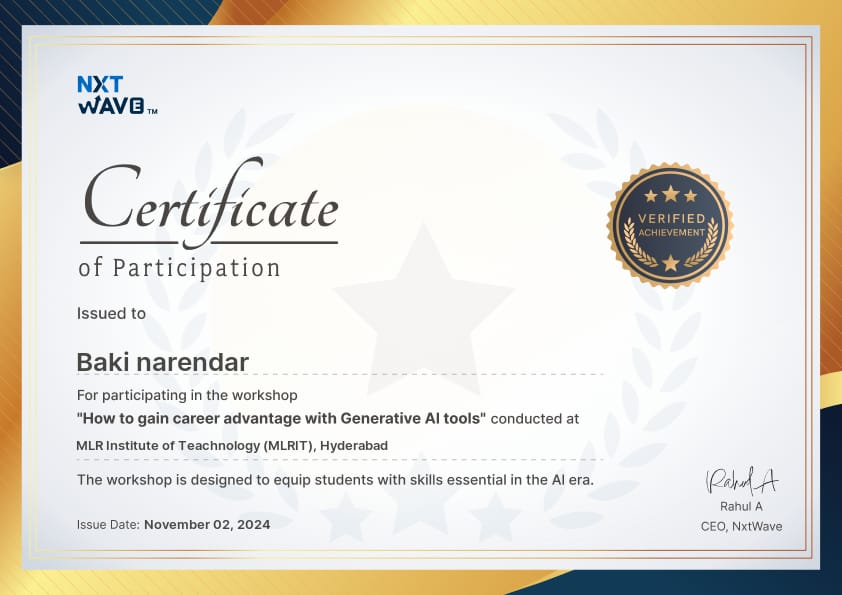 NXT
WAVE TM
Certificate
of Participation
VERIFIED
ACHIEVEMENT
Issued to
Baki narendar
For participating in the workshop
"How to gain career advantage with Generative AI tools" conducted at
MLR Institute of Teachnology (MLRIT), Hyderabad
The workshop is designed to equip students with skills essential in the AI era.
Issue Date: November 02, 2024
Rahul A
Rahul A
CEO, NxtWave